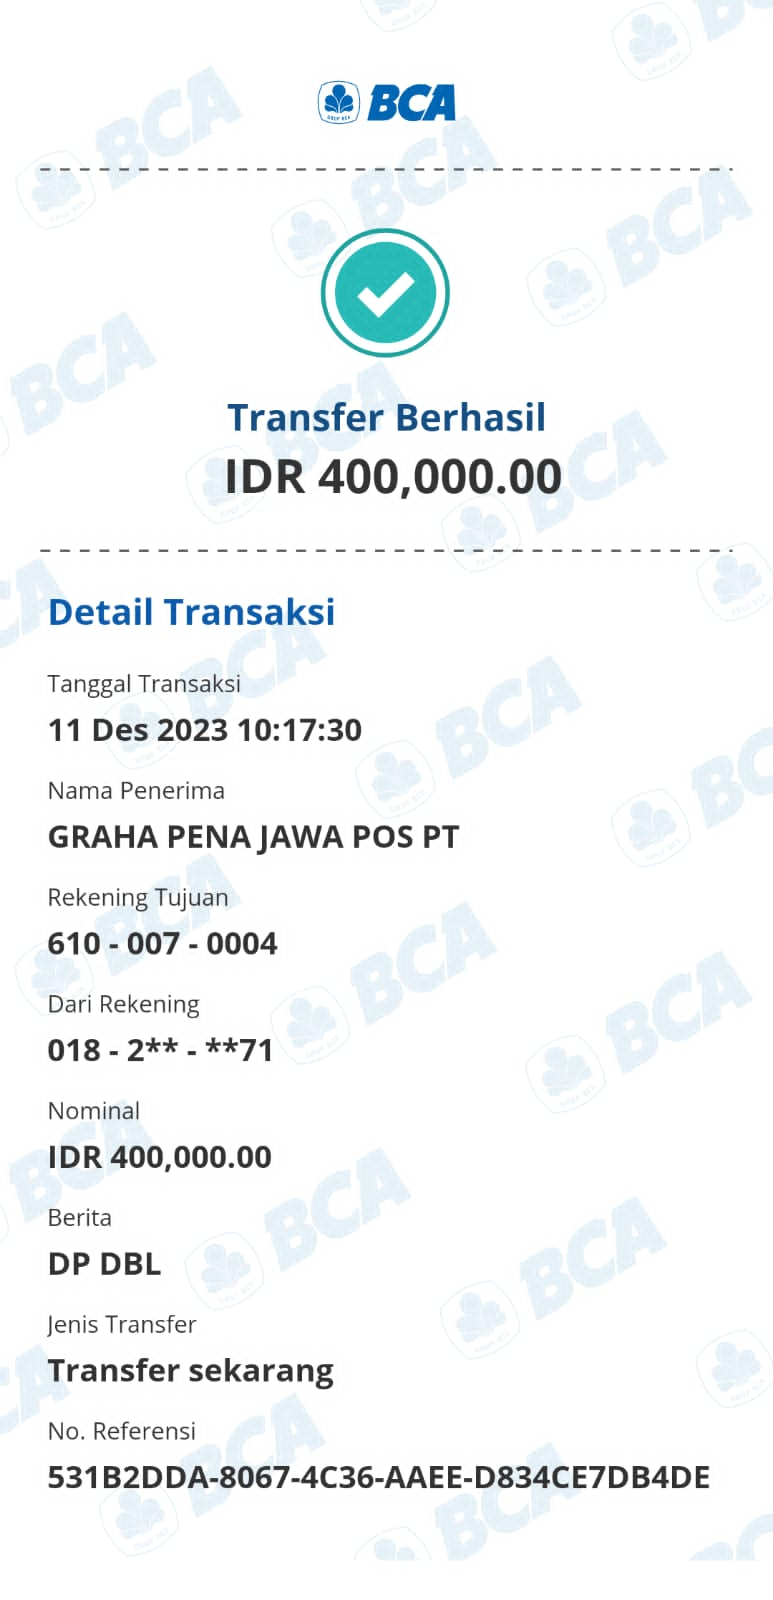 BCA
Transfer Berhasil
IDR 400,000.00
Detail Transaksi
Tanggal Transaksi
11 Des 2023 10:17:30
Nama Penerima
GRAHA PENA JAWA POS PT
Rekening Tujuan
610 - 007 - 0004
Dari Rekening
018 - 2** - **71
Nominal
IDR 400,000.00
Berita
DP DBL
Jenis Transfer
Transfer sekarang
No. Referensi
531B2DDA-8067-4C36-AAEE-D834CE7DB4DE